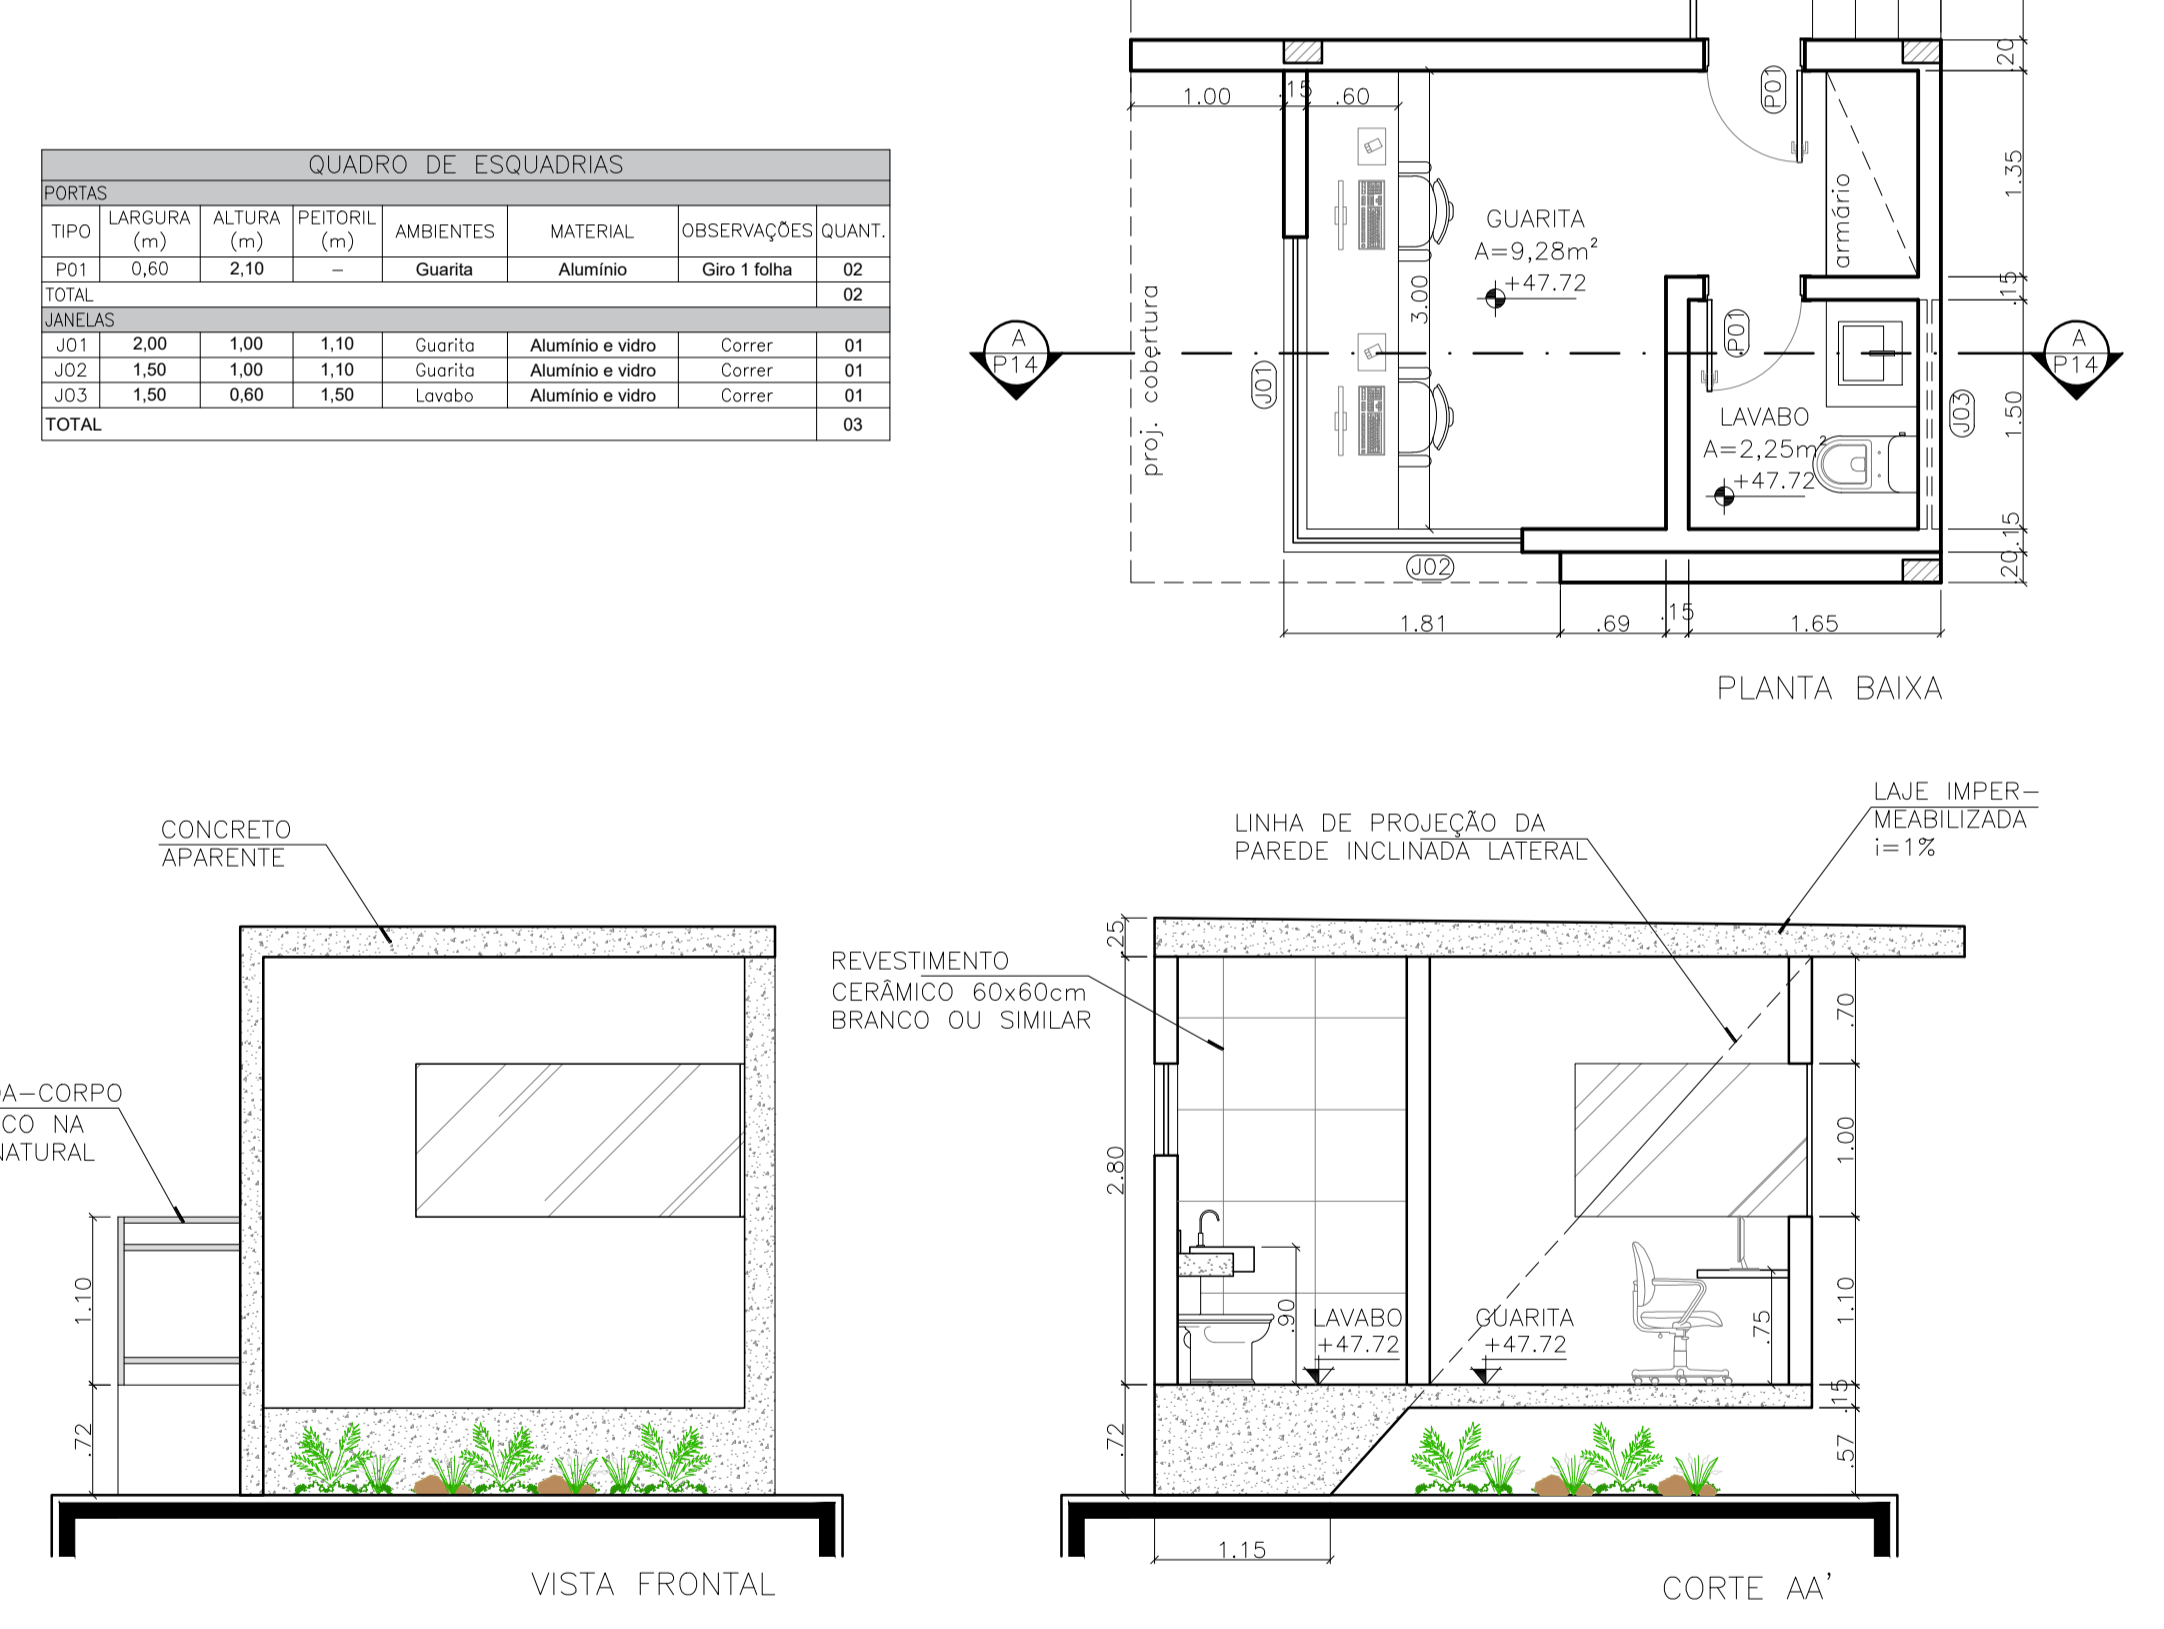 QUADRO DE ESQUADRIAS
PORTAS
TIPO LARGURA (m) ALTURA (m) PEITORIL (m) AMBIENTES MATERIAL OBSERVAÇÕES QUANT.
P01 0,60 2,10 – Guarita Alumínio Giro 1 folha 02
TOTAL 02
JANELAS
J01 2,00 1,00 1,10 Guarita Alumínio e vidro Correr 01
J02 1,50 1,00 1,10 Guarita Alumínio e vidro Correr 01
J03 1,50 0,60 1,50 Lavabo Alumínio e vidro Correr 01
TOTAL 03
1.00
.15
.60
P01
.20
1.35
armário
GUARITA
A=9,28m²
+47.72
3.00
.15
proj. cobertura
A
P14
J01
P01
A
P14
J03
1.50
LAVABO
A=2,25m²
+47.72
.15
.20
J02
1.81
.69
.15
1.65
PLANTA BAIXA
CONCRETO
APARENTE
DA-CORPO
CO NA
NATURAL
1.10
.72
VISTA FRONTAL
LINHA DE PROJEÇÃO DA
PAREDE INCLINADA LATERAL
LAJE IMPER-
MEABILIZADA
i=1%
REVESTIMENTO
CERÂMICO 60x60cm
BRANCO OU SIMILAR
.25
2.80
.72
.90
LAVABO
+47.72
GUARITA
+47.72
.75
.70
1.00
1.10
.15
.57
1.15
CORTE AA'